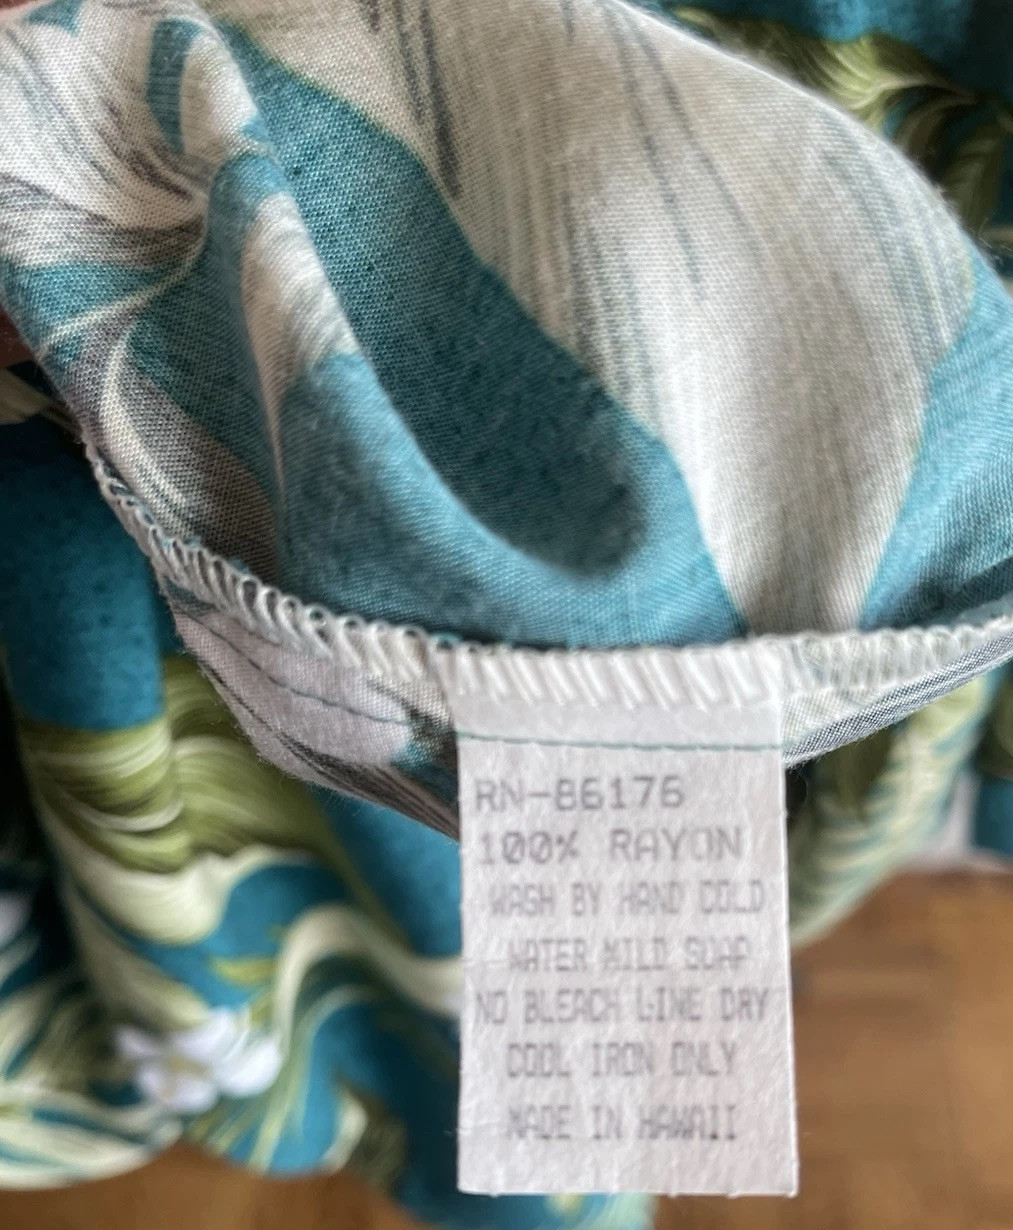 RN-86176
100% RAYON
WASH BY HAND COLD
WATER MILD SOAP
NO BLEACH LINE DRY
COOL IRON ONLY
MADE IN HAWAII